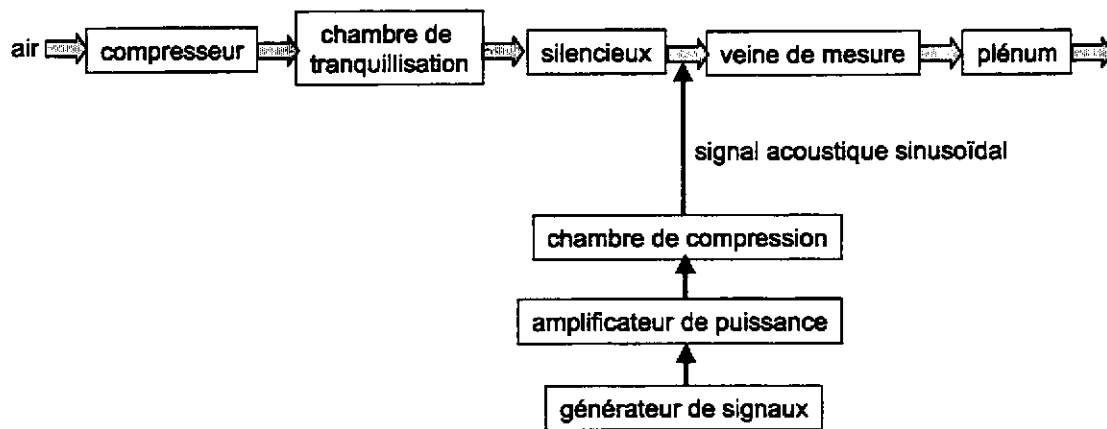 air
compresseur
chambre de
tranquillisation
silencieux
veine de mesure
plénum
signal acoustique sinusoïdal
chambre de compression
amplificateur de puissance
générateur de signaux